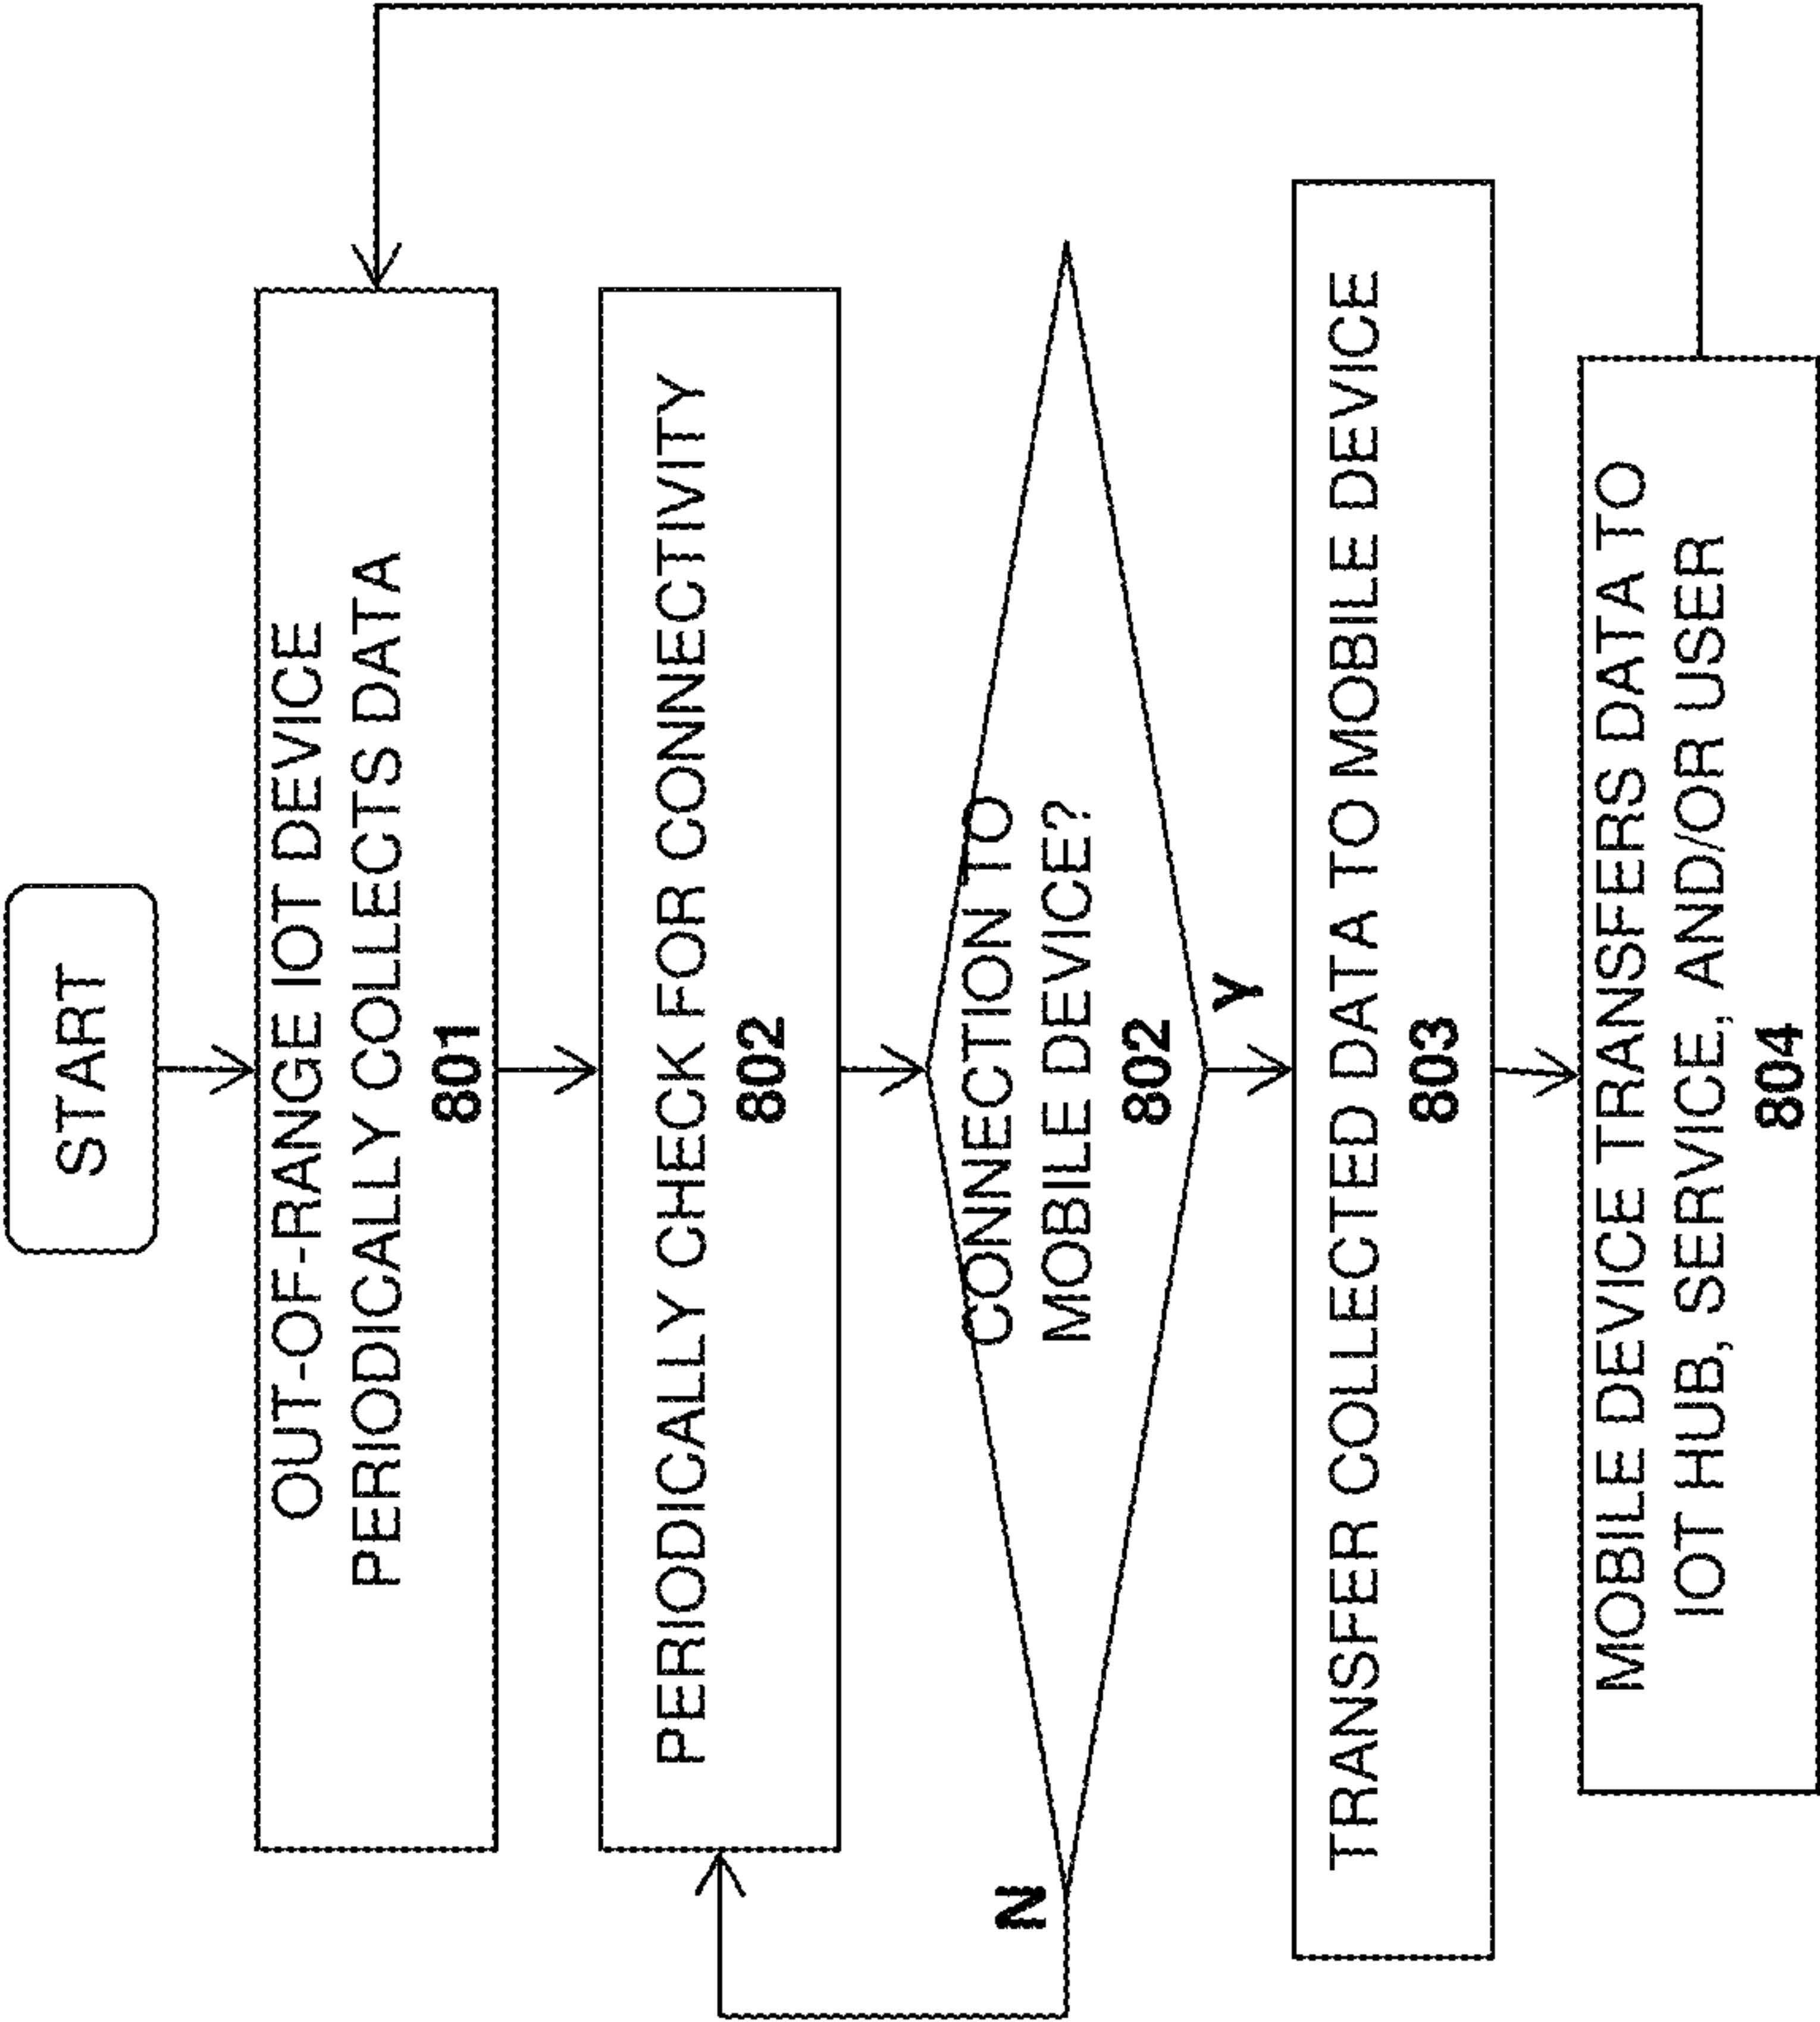 START
OUT-OF-RANGE IOT DEVICE
PERIODICALLY COLLECTS DATA
801
PERIODICALLY CHECK FOR CONNECTIVITY
802
CONNECTION TO
MOBILE DEVICE?
802
N
Y
TRANSFER COLLECTED DATA TO MOBILE DEVICE
803
MOBILE DEVICE TRANSFERS DATA TO
IOT HUB, SERVICE, AND/OR USER
804